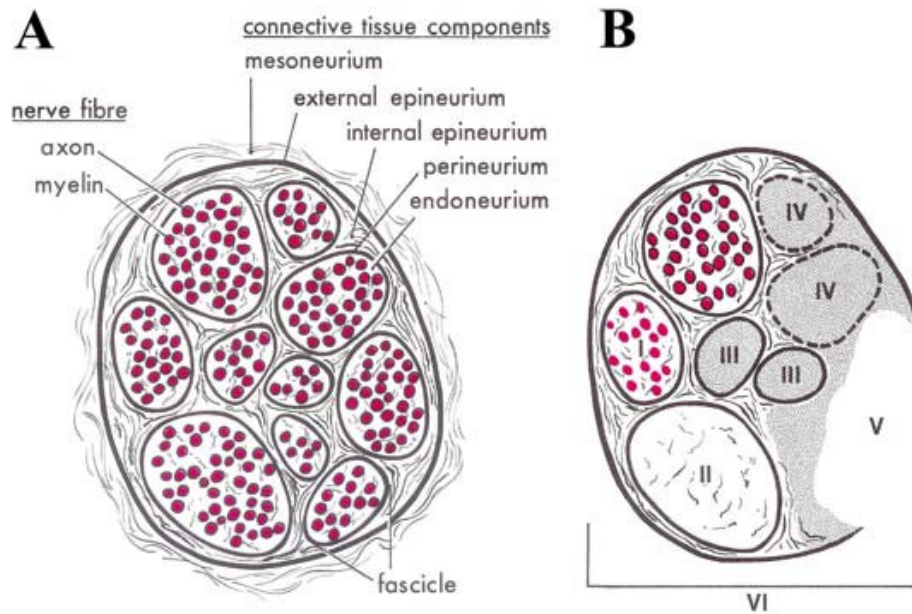 A
connective tissue components
mesoneurium
external epineurium
nerve fibre
internal epineurium
axon
perineurium
myelin
endoneurium
fascicle
B
IV
IV
I
III
III
V
II
VI